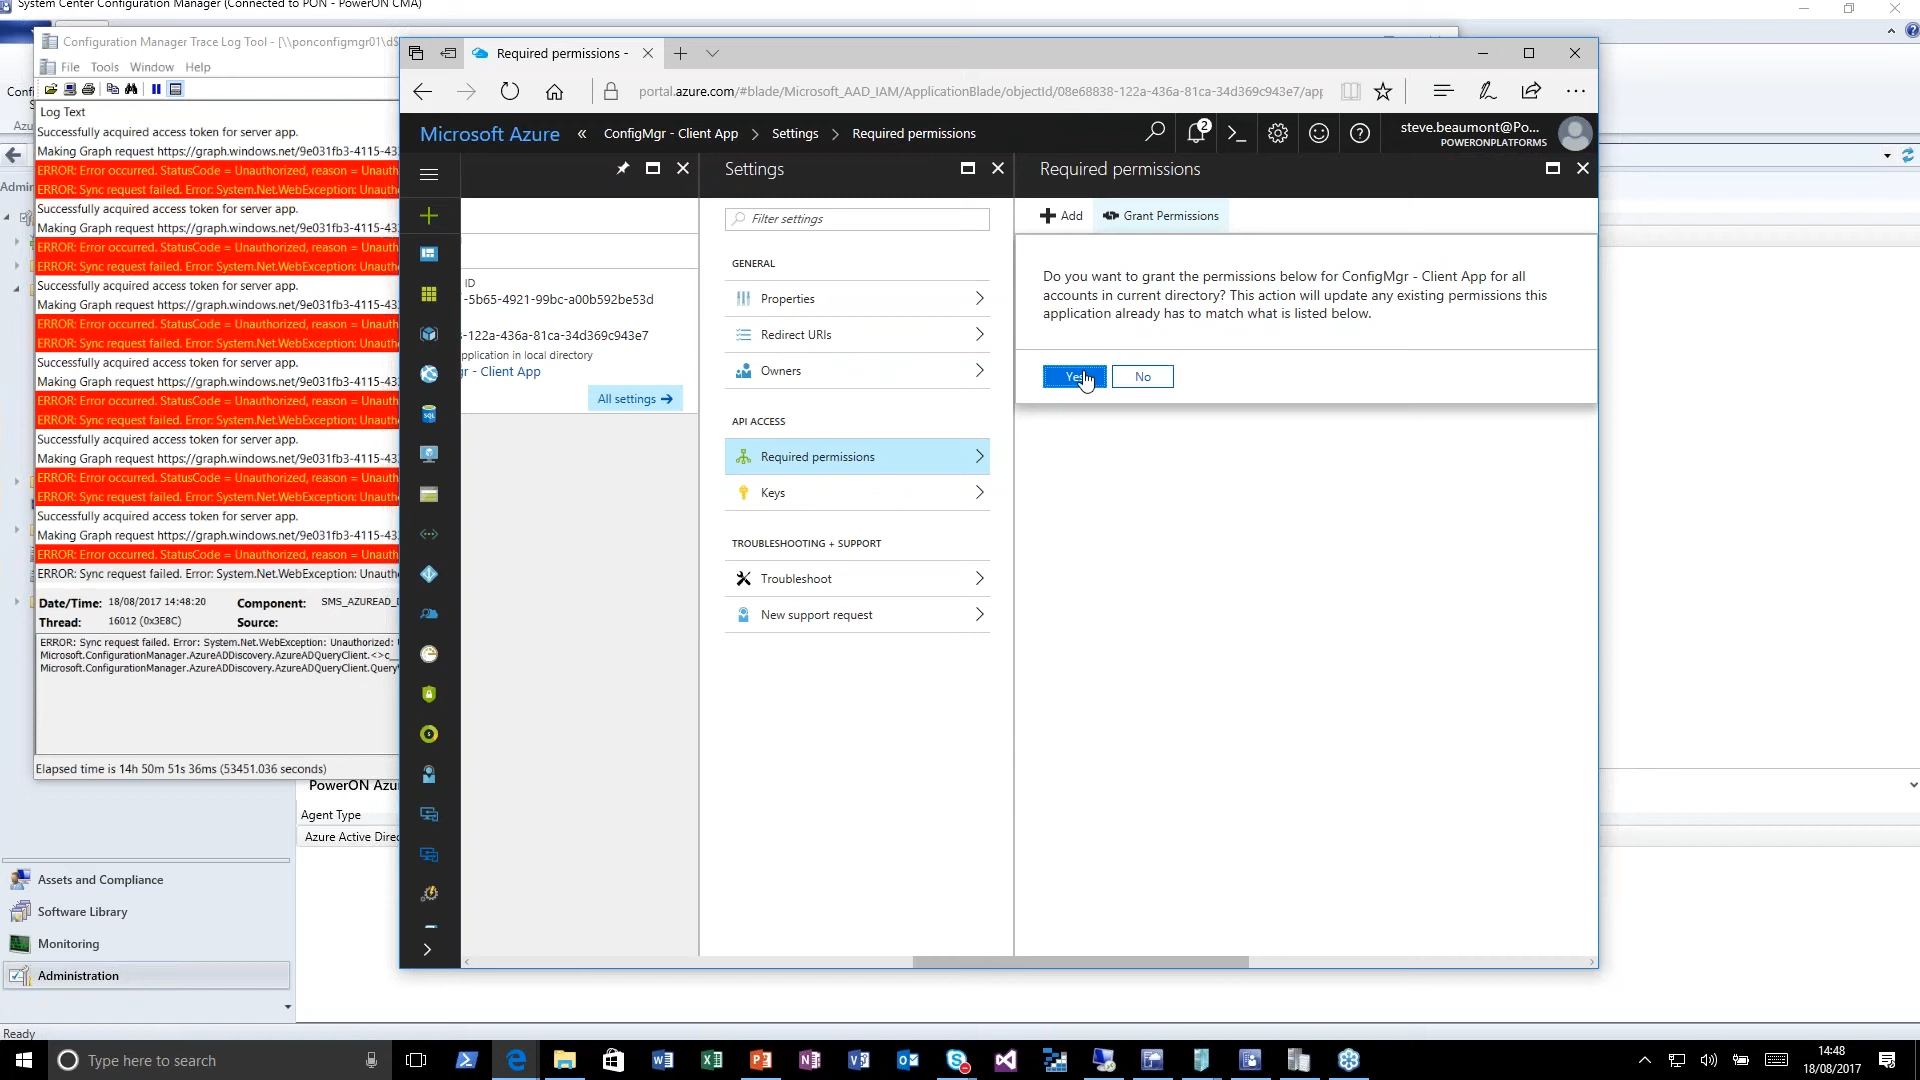 System Center Configuration Manager (Connected to PON - PowerON CMA)
Configuration Manager Trace Log Tool - [\\ponconfigmgr01\d$
File Tools Window Help
Log Text
Successfully acquired access token for server app.
Making Graph request https://graph.windows.net/9e031fb3-4115-43
ERROR: Error occurred. StatusCode = Unauthorized, reason = Unauth
ERROR: Sync request failed. Error: System.Net.WebException: Unauth
Successfully acquired access token for server app.
Making Graph request https://graph.windows.net/9e031fb3-4115-43
ERROR: Error occurred. StatusCode = Unauthorized, reason = Unauth
ERROR: Sync request failed. Error: System.Net.WebException: Unauth
Successfully acquired access token for server app.
Making Graph request https://graph.windows.net/9e031fb3-4115-43
ERROR: Error occurred. StatusCode = Unauthorized, reason = Unauth
ERROR: Sync request failed. Error: System.Net.WebException: Unauth
Successfully acquired access token for server app.
Making Graph request https://graph.windows.net/9e031fb3-4115-43
ERROR: Error occurred. StatusCode = Unauthorized, reason = Unauth
ERROR: Sync request failed. Error: System.Net.WebException: Unauth
Successfully acquired access token for server app.
Making Graph request https://graph.windows.net/9e031fb3-4115-43
ERROR: Error occurred. StatusCode = Unauthorized, reason = Unauth
ERROR: Sync request failed. Error: System.Net.WebException: Unauth
Successfully acquired access token for server app.
Making Graph request https://graph.windows.net/9e031fb3-4115-43
ERROR: Error occurred. StatusCode = Unauthorized, reason = Unauth
ERROR: Sync request failed. Error: System.Net.WebException: Unauth
Date/Time: 18/08/2017 14:48:20 Component: SMS_AZUREAD_
Thread: 16012 (0x3E8C) Source:
ERROR: Sync request failed. Error: System.Net.WebException: Unauthorized:
Microsoft.ConfigurationManager.AzureADDiscovery.AzureADQueryClient.<>c_
Microsoft.ConfigurationManager.AzureADDiscovery.AzureADQueryClient.Query
Elapsed time is 14h 50m 51s 36ms (53451.036 seconds)
PowerON Azu
Agent Type
Azure Active Direc
Assets and Compliance
Software Library
Monitoring
Administration
Ready
Required permissions -
portal.azure.com/#blade/Microsoft_AAD_IAM/ApplicationBlade/objectId/08e68838-122a-436a-81ca-34d369c943e7/app
Microsoft Azure « ConfigMgr - Client App > Settings > Required permissions
2
steve.beaumont@Po...
POWERONPLATFORMS
ID
-5b65-4921-99bc-a00b592be53d
-122a-436a-81ca-34d369c943e7
pplication in local directory
gr - Client App
All settings
Settings
Filter settings
GENERAL
Properties
Redirect URIs
Owners
API ACCESS
Required permissions
Keys
TROUBLESHOOTING + SUPPORT
Troubleshoot
New support request
Required permissions
Add Grant Permissions
Do you want to grant the permissions below for ConfigMgr - Client App for all
accounts in current directory? This action will update any existing permissions this
application already has to match what is listed below.
Yes No
Type here to search
14:48
18/08/2017